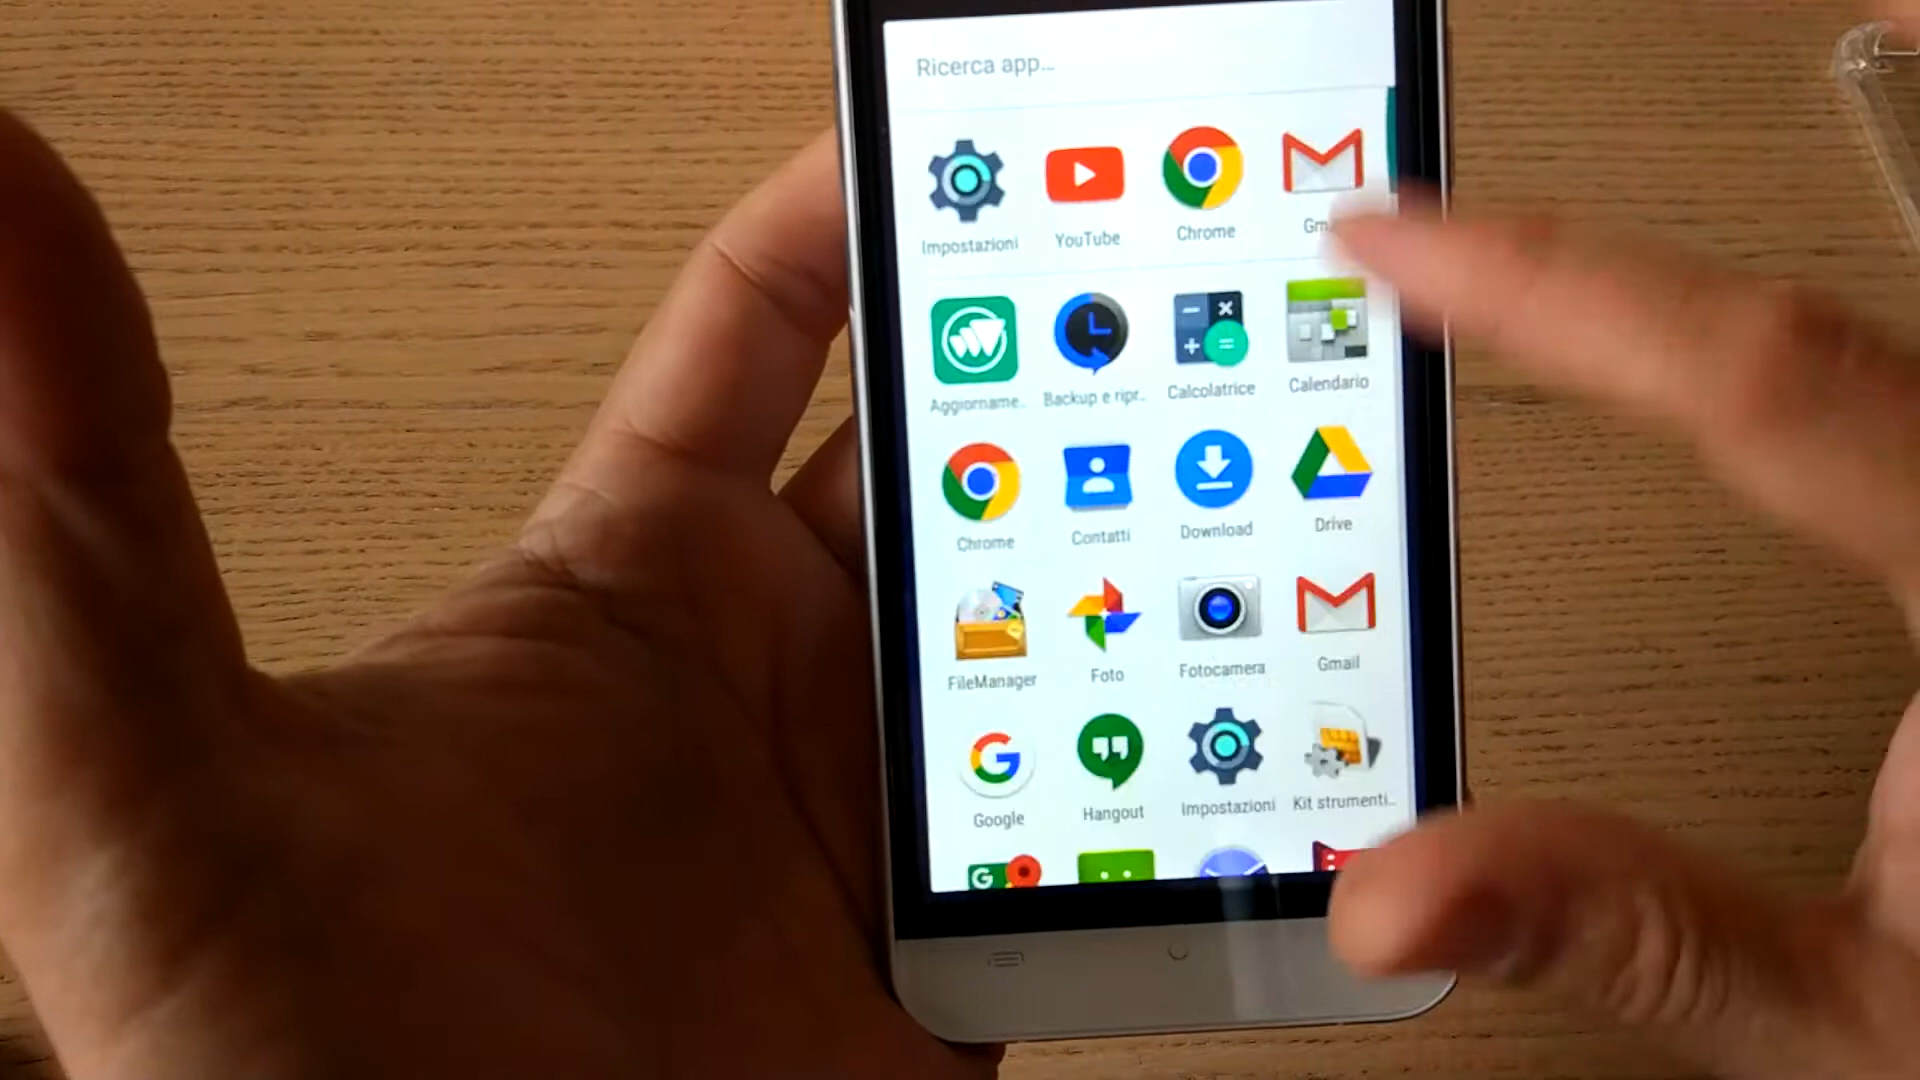 Ricerca app...
Impostazioni YouTube Chrome
Aggiorname.. Backup e ripr.. Calcolatrice Calendario
Chrome Contatti Download Drive
FileManager Foto Fotocamera Gmail
Google Hangout Impostazioni Kit strumenti..